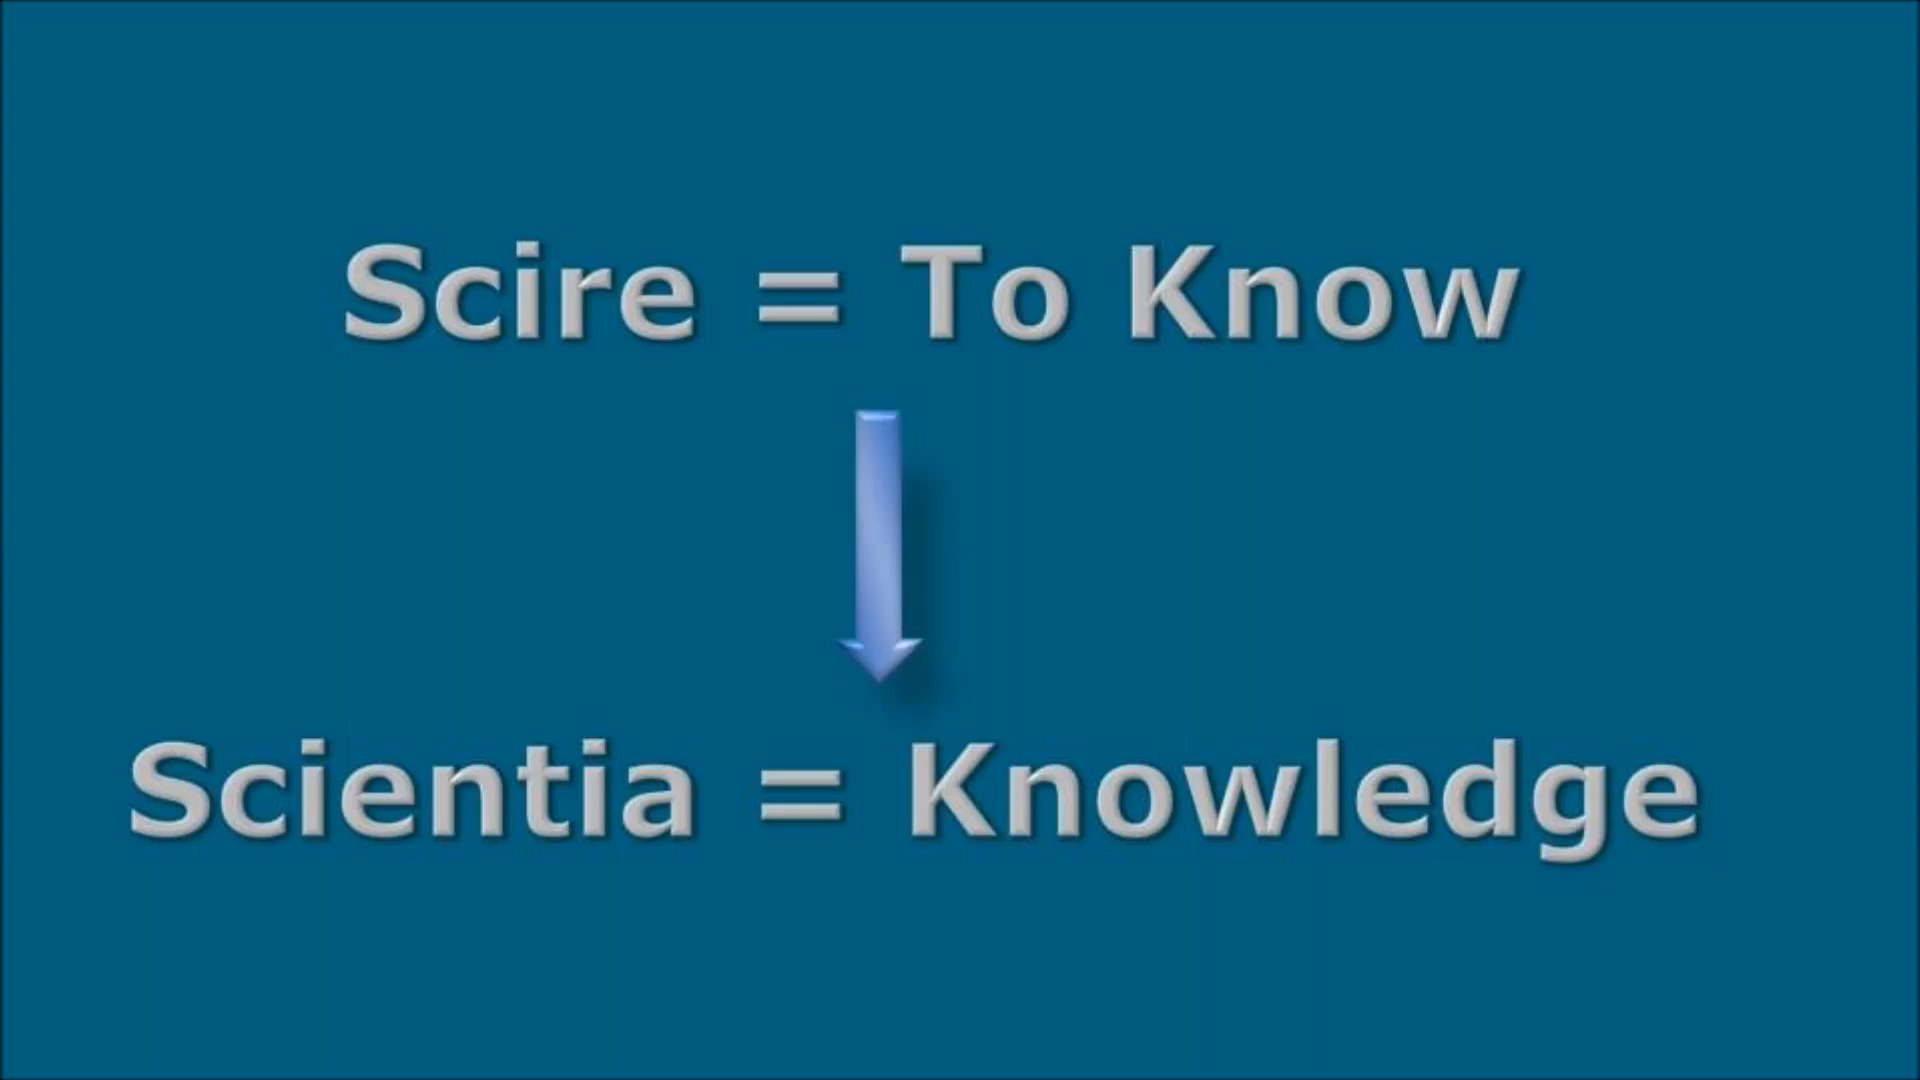 Scire = To Know
Scientia = Knowledge